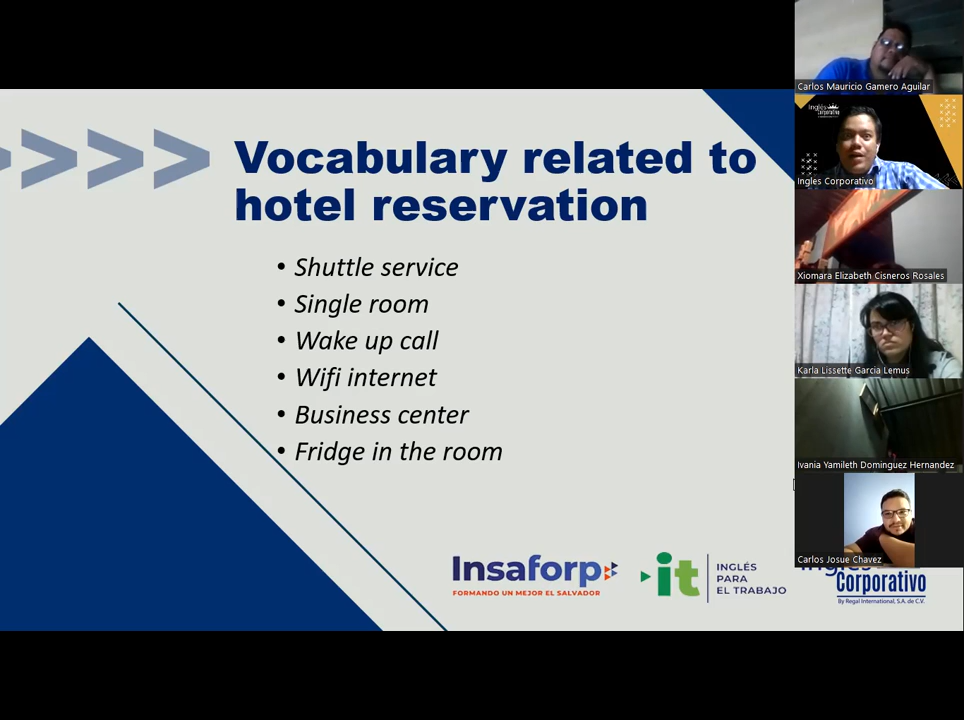 Vocabulary related to
hotel reservation
• Shuttle service
• Single room
• Wake up call
• Wifi internet
• Business center
• Fridge in the room
Insaforp
FORMANDO UN MEJOR EL SALVADOR
it
INGLÉS
PARA
EL TRABAJO
Corporativo
By Regal International, S.A. de C.V.
Carlos Mauricio Gamero Aguilar
Inglés
Corporativo
Ingles Corporativo
Xiomara Elizabeth Cisneros Rosales
Karla Lissette Garcia Lemus
Ivania Yamileth Dominguez Hernandez
Carlos Josue Chavez